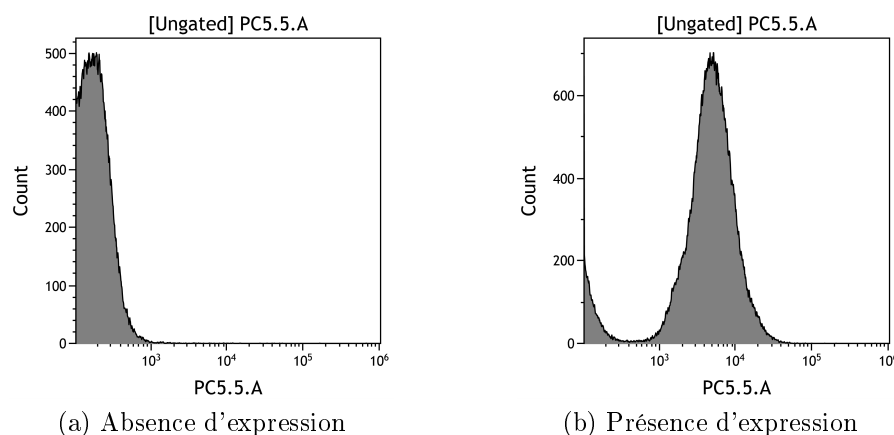 [Ungated] PC5.5.A
500
400
300
200
100
0
Count
10³ 10⁴ 10⁵ 10⁶
PC5.5.A
(a) Absence d'expression
[Ungated] PC5.5.A
600
400
200
0
Count
10³ 10⁴ 10⁵ 10⁶
PC5.5.A
(b) Présence d'expression